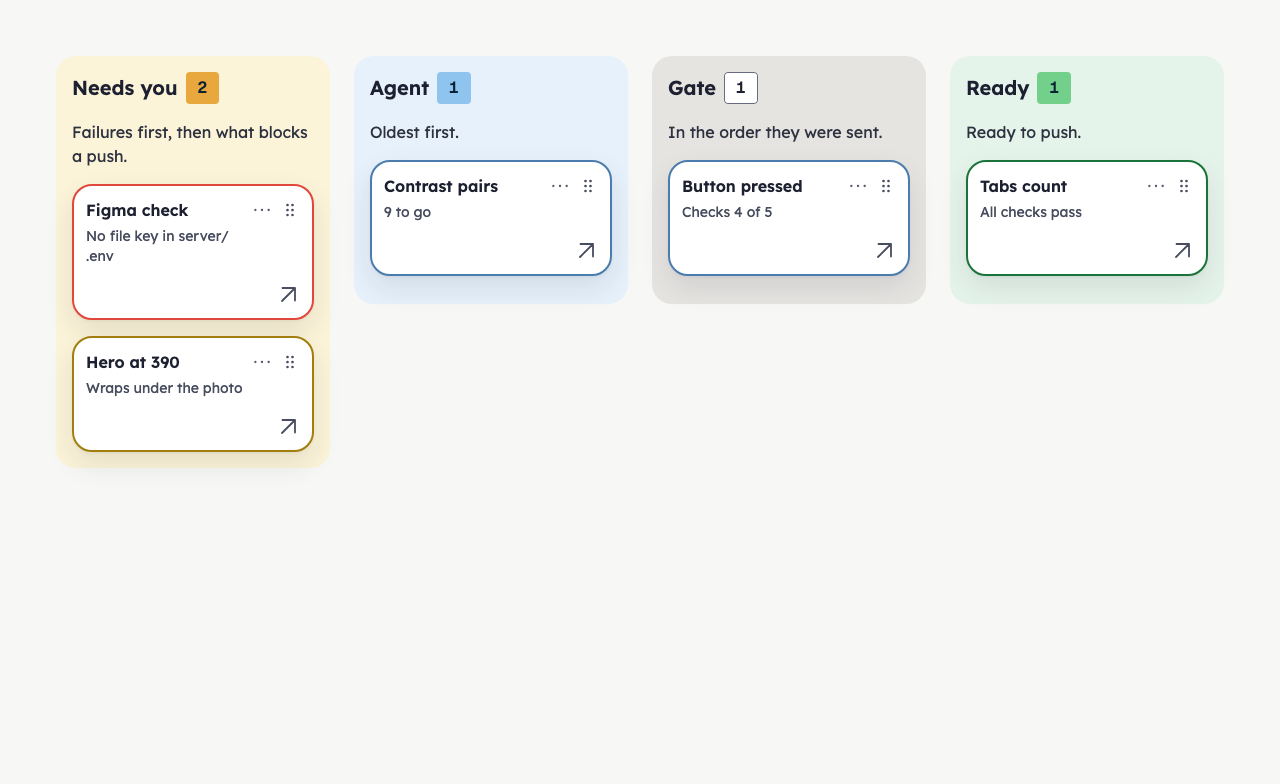 Needs you 2
Failures first, then what blocks
a push.
Figma check
No file key in server/
.env
Hero at 390
Wraps under the photo
Agent 1
Oldest first.
Contrast pairs
9 to go
Gate 1
In the order they were sent.
Button pressed
Checks 4 of 5
Ready 1
Ready to push.
Tabs count
All checks pass